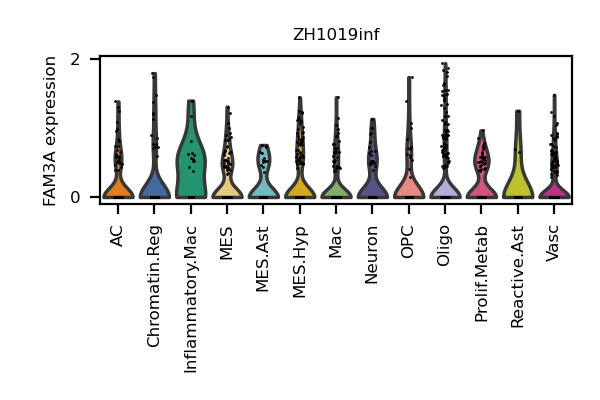 ZH1019inf
FAM3A expression
2
0
AC
Chromatin.Reg
Inflammatory.Mac
MES
MES.Ast
MES.Hyp
Mac
Neuron
OPC
Oligo
Prolif.Metab
Reactive.Ast
Vasc